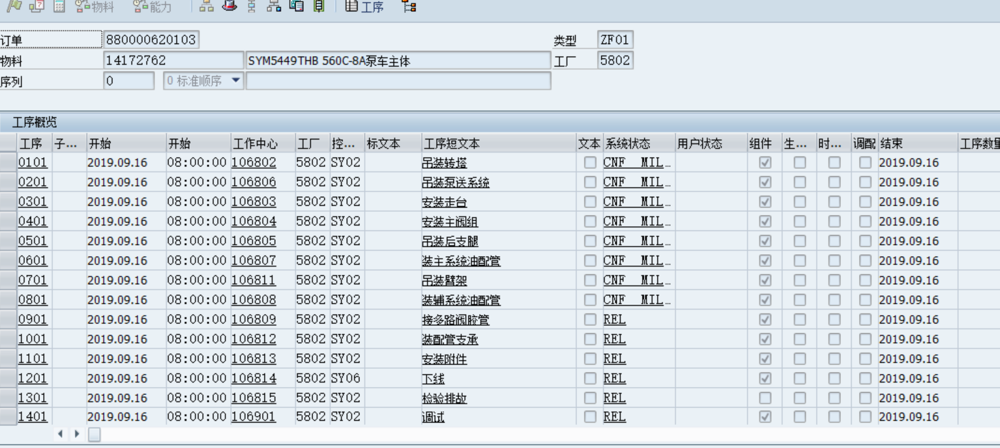 物料 能力 工序
订单 880000620103 类型 ZF01
物料 14172762 SYM5449THB 560C-8A泵车主体 工厂 5802
序列 0 0 标准顺序
工序概览
工序 子... 开始 开始 工作中心 工厂 控... 标文本 工序短文本 文本 系统状态 用户状态 组件 生... 时... 调配 结束 工序数量
0101 2019.09.16 08:00:00 106802 5802 SY02 吊装转塔 CNF MIL... 2019.09.16
0201 2019.09.16 08:00:00 106806 5802 SY02 吊装泵送系统 CNF MIL... 2019.09.16
0301 2019.09.16 08:00:00 106803 5802 SY02 安装走台 CNF MIL... 2019.09.16
0401 2019.09.16 08:00:00 106804 5802 SY02 安装主阀组 CNF MIL... 2019.09.16
0501 2019.09.16 08:00:00 106805 5802 SY02 吊装后支腿 CNF MIL... 2019.09.16
0601 2019.09.16 08:00:00 106807 5802 SY02 装主系统油配管 CNF MIL... 2019.09.16
0701 2019.09.16 08:00:00 106811 5802 SY02 吊装臂架 CNF MIL... 2019.09.16
0801 2019.09.16 08:00:00 106808 5802 SY02 装辅系统油配管 CNF MIL... 2019.09.16
0901 2019.09.16 08:00:00 106809 5802 SY02 接多路阀胶管 REL 2019.09.16
1001 2019.09.16 08:00:00 106812 5802 SY02 装配管支承 REL 2019.09.16
1101 2019.09.16 08:00:00 106813 5802 SY02 安装附件 REL 2019.09.16
1201 2019.09.16 08:00:00 106814 5802 SY06 下线 REL 2019.09.16
1301 2019.09.16 08:00:00 106815 5802 SY02 检验排故 REL 2019.09.16
1401 2019.09.16 08:00:00 106901 5802 SY02 调试 REL 2019.09.16